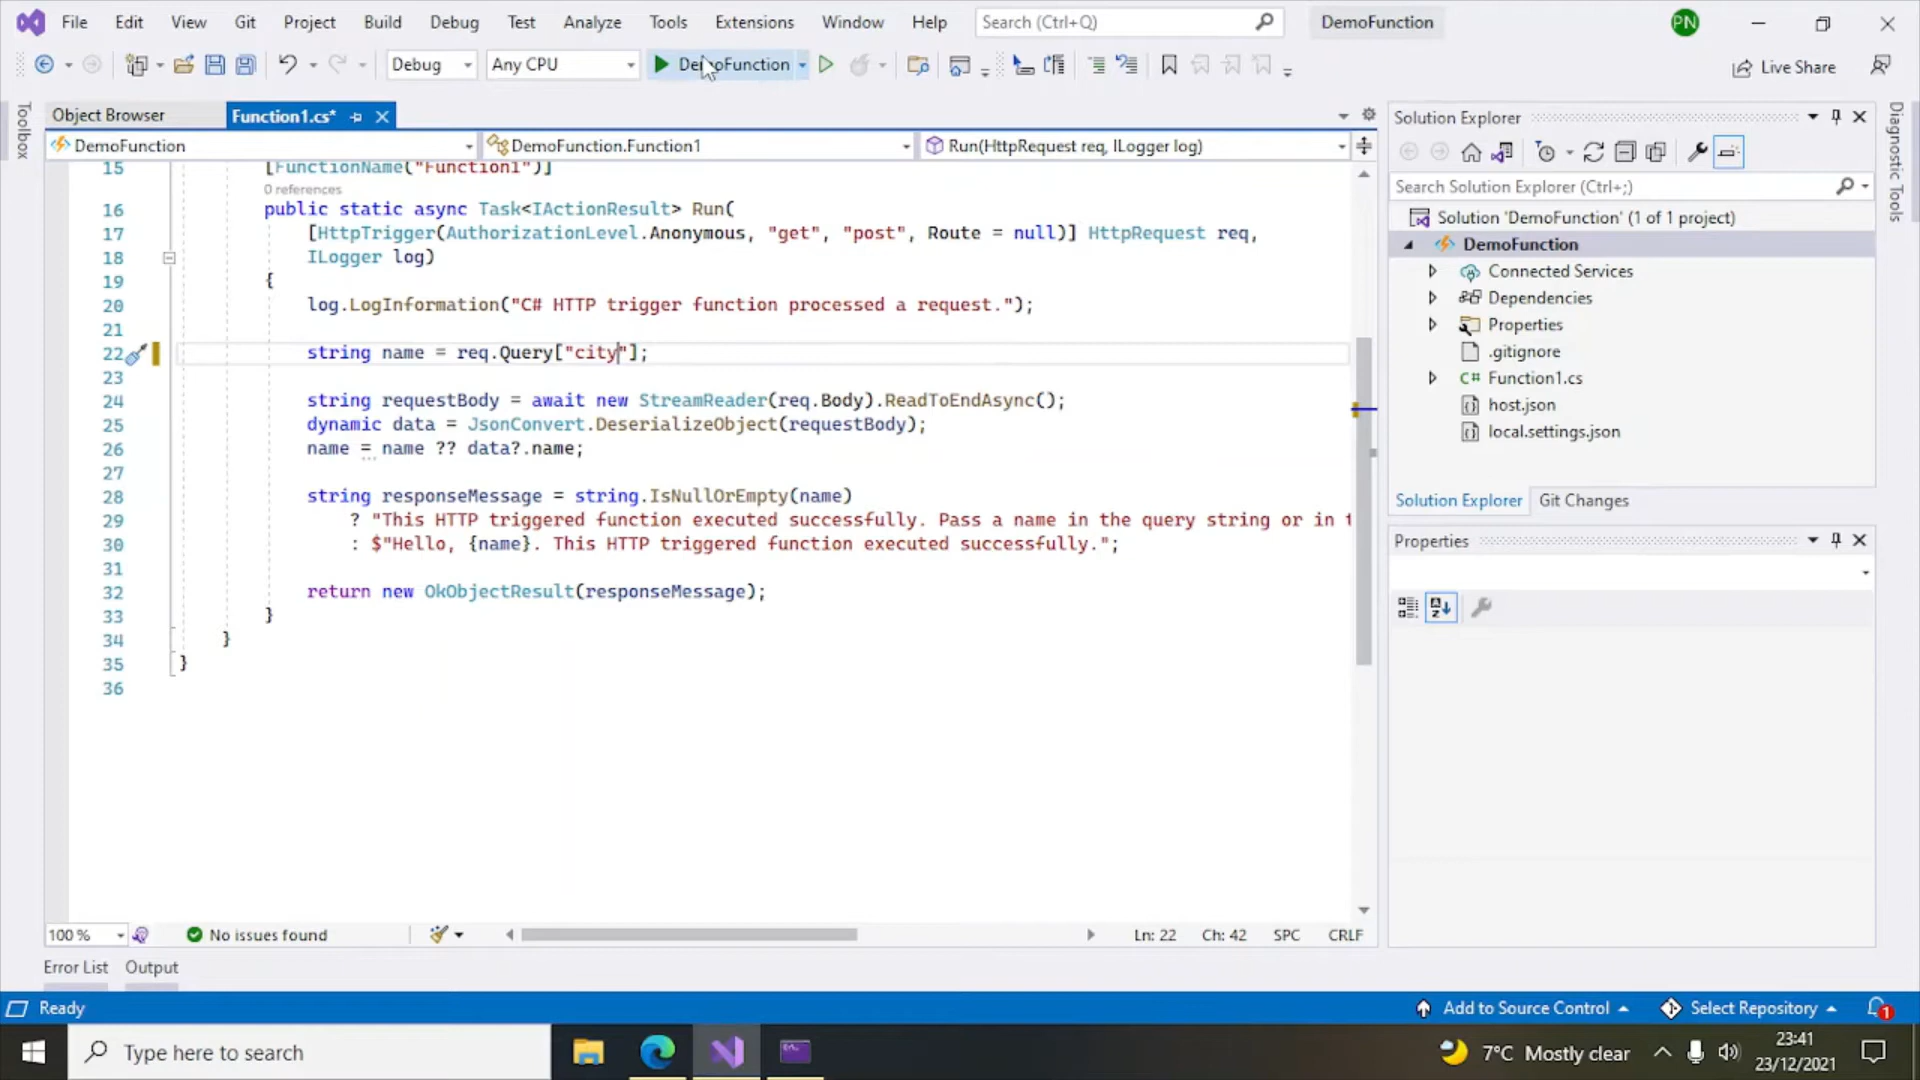 File Edit View Git Project Build Debug Test Analyze Tools Extensions Window Help Search (Ctrl+Q) DemoFunction PN
Debug Any CPU DemoFunction Live Share
Toolbox
Object Browser Function1.cs*
DemoFunction DemoFunction.Function1 Run(HttpRequest req, ILogger log)
15 [FunctionName("Function1")]
0 references
16 public static async Task<IActionResult> Run(
17 [HttpTrigger(AuthorizationLevel.Anonymous, "get", "post", Route = null)] HttpRequest req,
18 ILogger log)
19 {
20 log.LogInformation("C# HTTP trigger function processed a request.");
21
22 string name = req.Query["city"];
23
24 string requestBody = await new StreamReader(req.Body).ReadToEndAsync();
25 dynamic data = JsonConvert.DeserializeObject(requestBody);
26 name = name ?? data?.name;
27
28 string responseMessage = string.IsNullOrEmpty(name)
29 ? "This HTTP triggered function executed successfully. Pass a name in the query string or in t
30 : $"Hello, {name}. This HTTP triggered function executed successfully.";
31
32 return new OkObjectResult(responseMessage);
33 }
34 }
35 }
36
100 % No issues found Ln: 22 Ch: 42 SPC CRLF
Error List Output
Solution Explorer
Search Solution Explorer (Ctrl+;)
Solution 'DemoFunction' (1 of 1 project)
DemoFunction
Connected Services
Dependencies
Properties
.gitignore
C# Function1.cs
host.json
local.settings.json
Solution Explorer Git Changes
Properties
Diagnostic Tools
Ready Add to Source Control Select Repository 1
Type here to search 7°C Mostly clear 23:41
23/12/2021